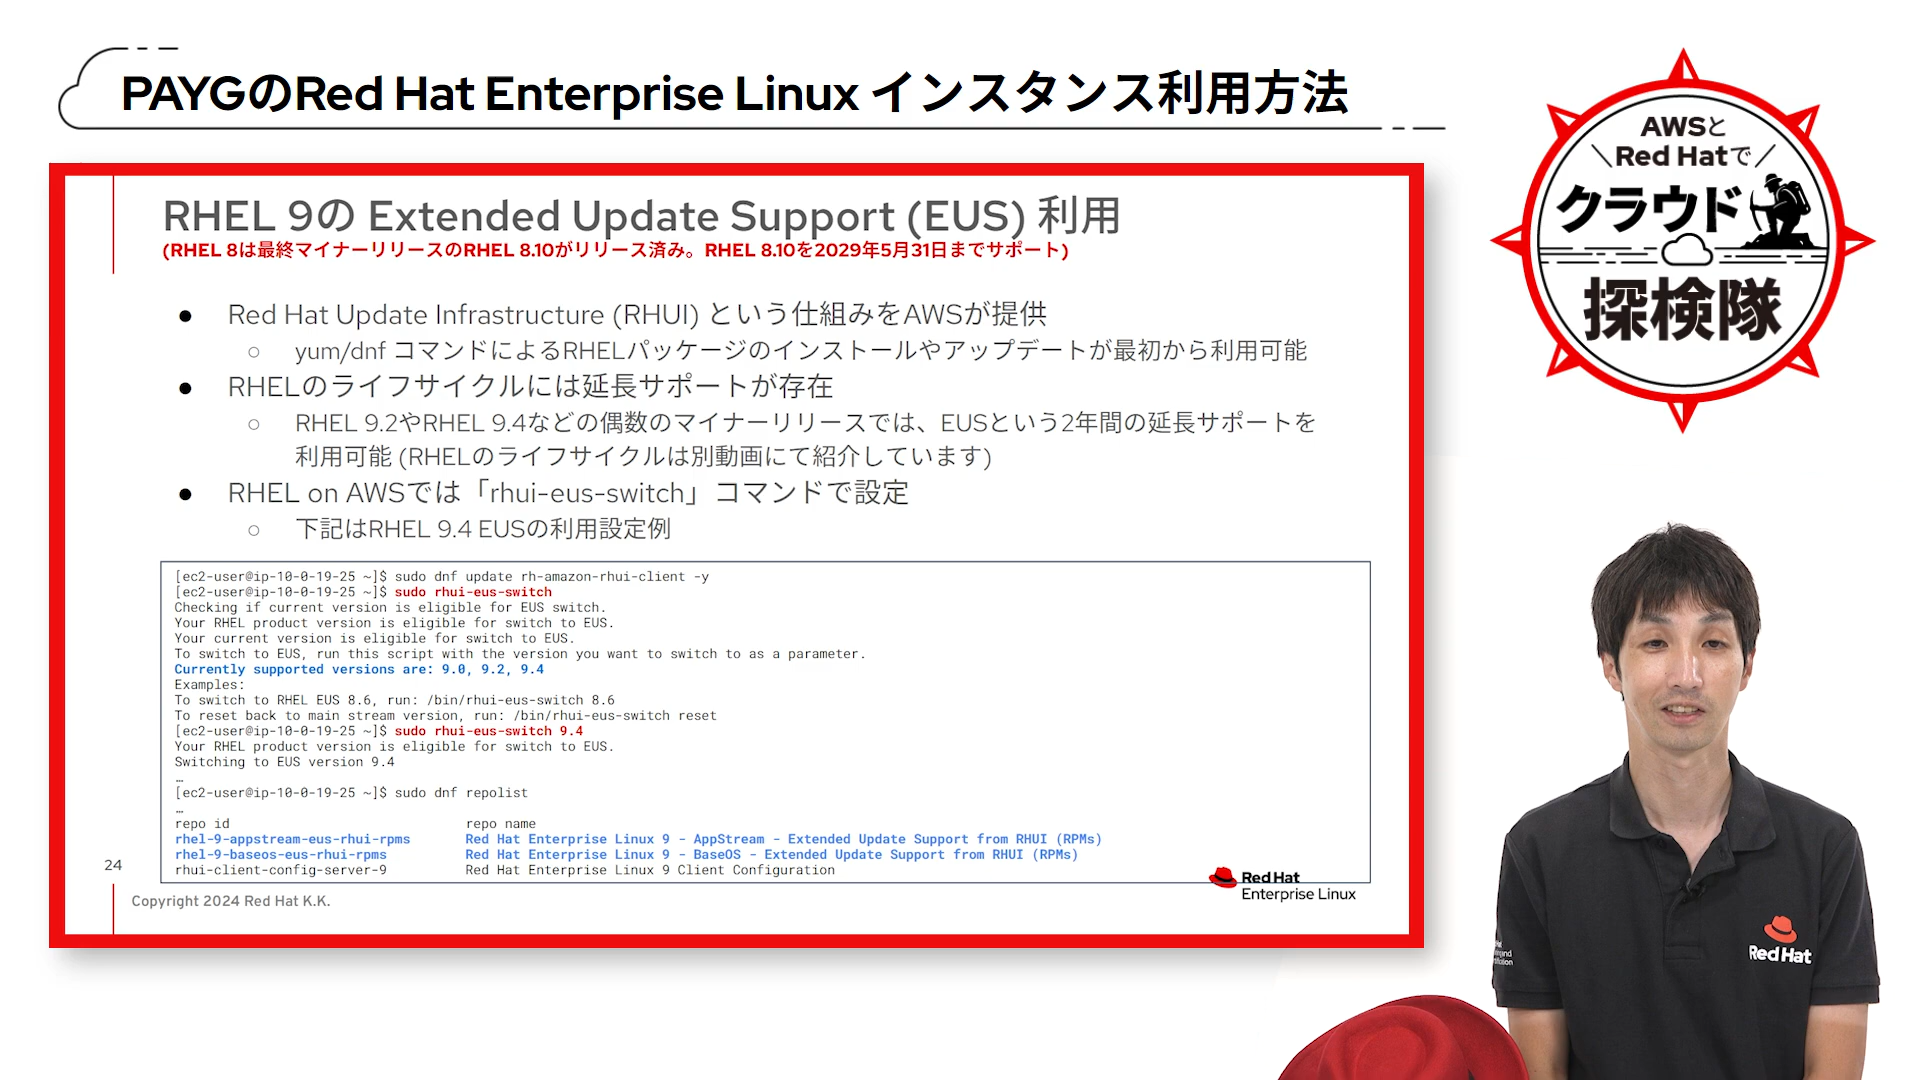 PAYGのRed Hat Enterprise Linux インスタンス利用方法
AWSと
Red Hatで
クラウド
探検隊
RHEL 9の Extended Update Support (EUS) 利用
(RHEL 8は最終マイナーリリースのRHEL 8.10がリリース済み。RHEL 8.10を2029年5月31日までサポート)
● Red Hat Update Infrastructure (RHUI) という仕組みをAWSが提供
○ yum/dnf コマンドによるRHELパッケージのインストールやアップデートが最初から利用可能
● RHELのライフサイクルには延長サポートが存在
○ RHEL 9.2やRHEL 9.4などの偶数のマイナーリリースでは、EUSという2年間の延長サポートを
利用可能 (RHELのライフサイクルは別動画にて紹介しています)
● RHEL on AWSでは「rhui-eus-switch」コマンドで設定
○ 下記はRHEL 9.4 EUSの利用設定例
[ec2-user@ip-10-0-19-25 ~]$ sudo dnf update rh-amazon-rhui-client -y
[ec2-user@ip-10-0-19-25 ~]$ sudo rhui-eus-switch
Checking if current version is eligible for EUS switch.
Your RHEL product version is eligible for switch to EUS.
Your current version is eligible for switch to EUS.
To switch to EUS, run this script with the version you want to switch to as a parameter.
Currently supported versions are: 9.0, 9.2, 9.4
Examples:
To switch to RHEL EUS 8.6, run: /bin/rhui-eus-switch 8.6
To reset back to main stream version, run: /bin/rhui-eus-switch reset
[ec2-user@ip-10-0-19-25 ~]$ sudo rhui-eus-switch 9.4
Your RHEL product version is eligible for switch to EUS.
Switching to EUS version 9.4
…
[ec2-user@ip-10-0-19-25 ~]$ sudo dnf repolist
…
repo id repo name
rhel-9-appstream-eus-rhui-rpms Red Hat Enterprise Linux 9 - AppStream - Extended Update Support from RHUI (RPMs)
rhel-9-baseos-eus-rhui-rpms Red Hat Enterprise Linux 9 - BaseOS - Extended Update Support from RHUI (RPMs)
rhui-client-config-server-9 Red Hat Enterprise Linux 9 Client Configuration
24
Red Hat
Enterprise Linux
Copyright 2024 Red Hat K.K.
Red Hat